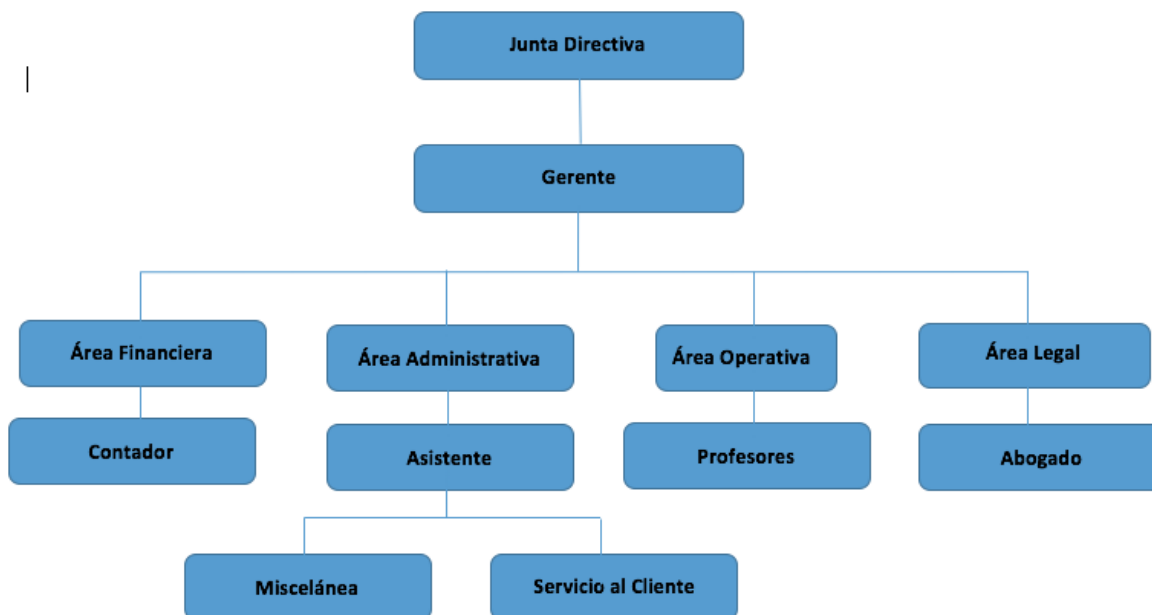 Junta Directiva
Gerente
Área Financiera
Área Administrativa
Área Operativa
Área Legal
Contador
Asistente
Profesores
Abogado
Miscelánea
Servicio al Cliente